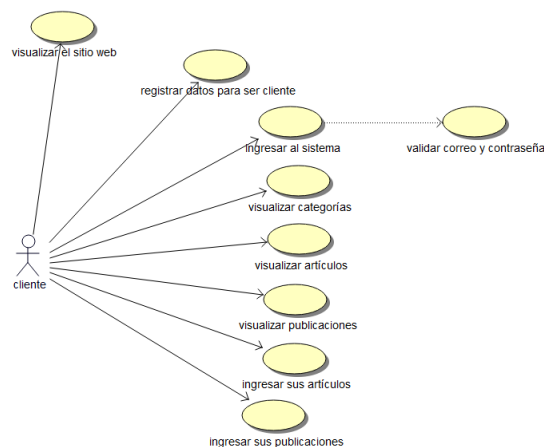 visualizar el sitio web
registrar datos para ser cliente
ingresar al sistema
validar correo y contraseña
visualizar categorías
visualizar artículos
cliente
visualizar publicaciones
ingresar sus artículos
ingresar sus publicaciones